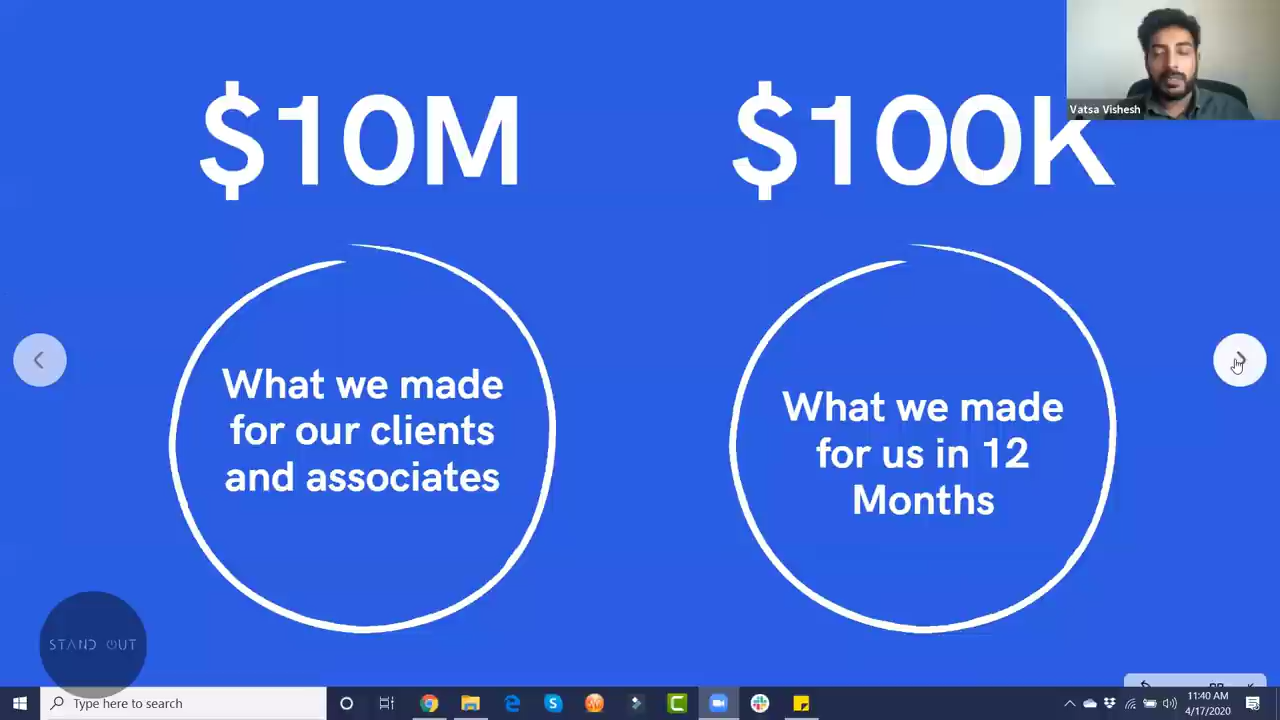 $10M
$100K
Vatsa Vishesh
What we made
for our clients
and associates
What we made
for us in 12
Months
STAND OUT
Type here to search
11:40 AM
4/17/2020